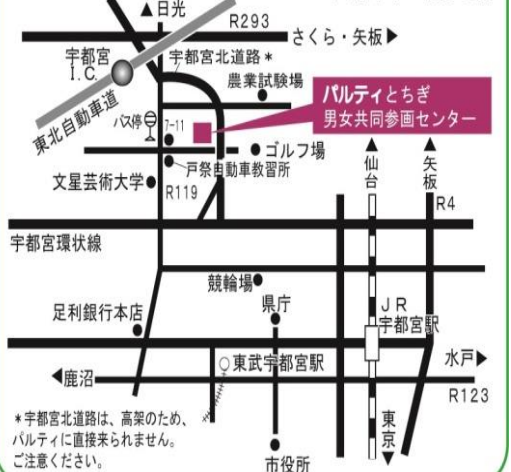 ▲日光
R293
さくら・矢板▶
宇都宮
I.C.
宇都宮北道路*
農業試験場
東北自動車道
バス停
7-11
パルティとちぎ
男女共同参画センター
ゴルフ場
戸祭自動車教習所
文星芸術大学
R119
▲仙台
▲矢板
R4
宇都宮環状線
競輪場
県庁
足利銀行本店
JR
宇都宮駅
東武宇都宮駅
水戸▶
◀鹿沼
R123
東京▼
市役所
*宇都宮北道路は、高架のため、
パルティに直接来られません。
ご注意ください。